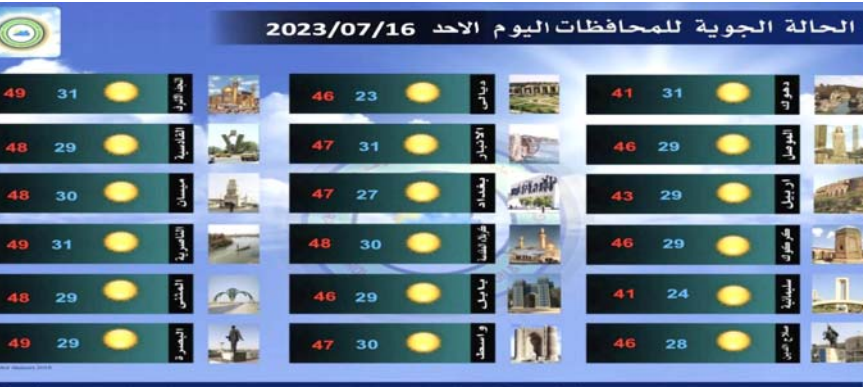 الحالة الجوية للمحافظات اليوم الاحد 2023/07/16
دهوك 31 41
الموصل 29 46
اربيل 29 43
كركوك 29 46
سليمانية 24 41
صلاح الدين 28 46
ديالى 23 46
الانبار 31 47
بغداد 27 47
كربلاء المقدسة 30 48
بابل 29 46
واسط 30 47
النجف الاشرف 31 49
القادسية 29 48
ميسان 30 48
الناصرية 31 49
المثنى 29 48
البصرة 29 49